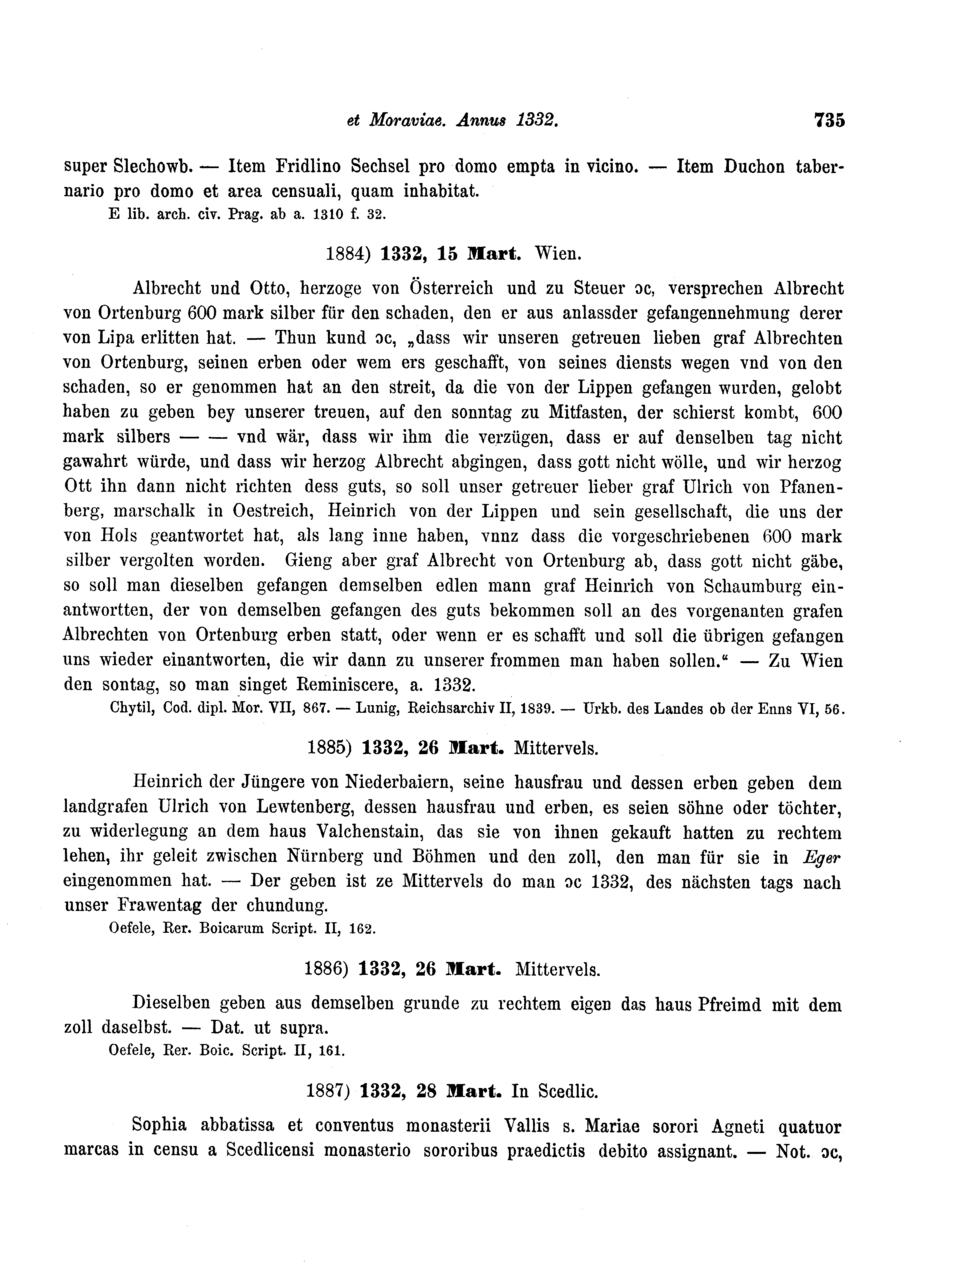 et Moraviae. Annus 1332. 735
super Slechowb. — Item Fridlino Sechsel pro domo empta in vicino. — Item Duchon taber-
nario pro domo et area censuali, quam inhabitat.
E lib. arch. civ. Prag. ab a. 1310 f. 32.
1884) 1332, 15 Mart. Wien.
Albrecht und Otto, herzoge von Österreich und zu Steuer ɔc, versprechen Albrecht
von Ortenburg 600 mark silber für den schaden, den er aus anlassder gefangennehmung derer
von Lipa erlitten hat. — Thun kund ɔc, „dass wir unseren getreuen lieben graf Albrechten
von Ortenburg, seinen erben oder wem ers geschafft, von seines diensts wegen vnd von den
schaden, so er genommen hat an den streit, da die von der Lippen gefangen wurden, gelobt
haben zu geben bey unserer treuen, auf den sonntag zu Mitfasten, der schierst kombt, 600
mark silbers — — vnd wär, dass wir ihm die verzügen, dass er auf denselben tag nicht
gawahrt würde, und dass wir herzog Albrecht abgingen, dass gott nicht wölle, und wir herzog
Ott ihn dann nicht richten dess guts, so soll unser getreuer lieber graf Ulrich von Pfanen-
berg, marschalk in Oestreich, Heinrich von der Lippen und sein gesellschaft, die uns der
von Hols geantwortet hat, als lang inne haben, vnnz dass die vorgeschriebenen 600 mark
silber vergolten worden. Gieng aber graf Albrecht von Ortenburg ab, dass gott nicht gäbe,
so soll man dieselben gefangen demselben edlen mann graf Heinrich von Schaumburg ein-
antwortten, der von demselben gefangen des guts bekommen soll an des vorgenanten grafen
Albrechten von Ortenburg erben statt, oder wenn er es schafft und soll die übrigen gefangen
uns wieder einantworten, die wir dann zu unserer frommen man haben sollen.“ — Zu Wien
den sontag, so man singet Reminiscere, a. 1332.
Chytil, Cod. dipl. Mor. VII, 867. — Lunig, Reichsarchiv II, 1839. — Urkb. des Landes ob der Enns VI, 56.
1885) 1332, 26 Mart. Mittervels.
Heinrich der Jüngere von Niederbaiern, seine hausfrau und dessen erben geben dem
landgrafen Ulrich von Lewtenberg, dessen hausfrau und erben, es seien söhne oder töchter,
zu widerlegung an dem haus Valchenstain, das sie von ihnen gekauft hatten zu rechtem
lehen, ihr geleit zwischen Nürnberg und Böhmen und den zoll, den man für sie in Eger
eingenommen hat. — Der geben ist ze Mittervels do man ɔc 1332, des nächsten tags nach
unser Frawentag der chundung.
Oefele, Rer. Boicarum Script. II, 162.
1886) 1332, 26 Mart. Mittervels.
Dieselben geben aus demselben grunde zu rechtem eigen das haus Pfreimd mit dem
zoll daselbst. — Dat. ut supra.
Oefele, Rer. Boic. Script. II, 161.
1887) 1332, 28 Mart. In Scedlic.
Sophia abbatissa et conventus monasterii Vallis s. Mariae sorori Agneti quatuor
marcas in censu a Scedlicensi monasterio sororibus praedictis debito assignant. — Not. ɔc,